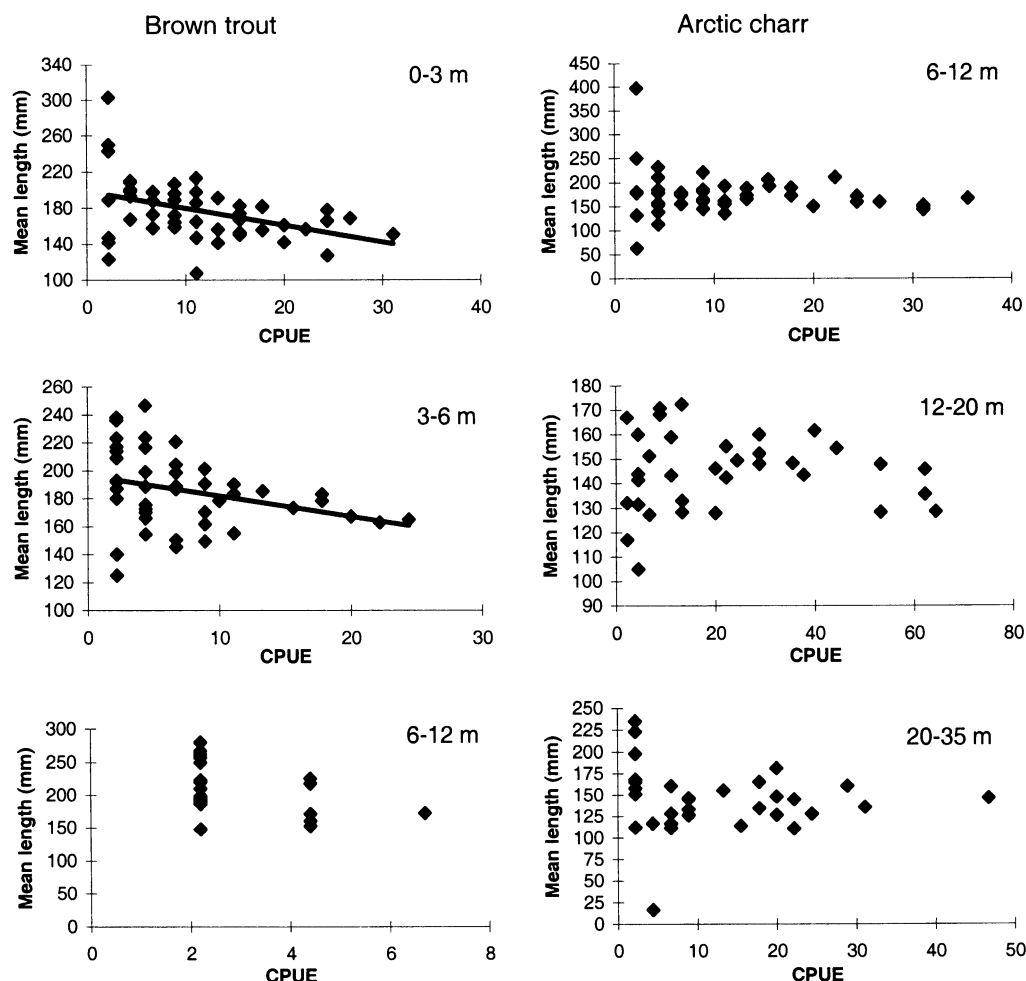 Brown trout
Arctic charr
0-3 m
Mean length (mm)
340
300
260
220
180
140
100
0 10 20 30 40
CPUE
6-12 m
Mean length (mm)
450
400
350
300
250
200
150
100
50
0
0 10 20 30 40
CPUE
3-6 m
Mean length (mm)
260
240
220
200
180
160
140
120
100
0 10 20 30
CPUE
12-20 m
Mean length (mm)
180
170
160
150
140
130
120
110
100
90
0 20 40 60 80
CPUE
6-12 m
Mean length (mm)
300
250
200
150
100
50
0
0 2 4 6 8
CPUE
20-35 m
Mean length (mm)
250
225
200
175
150
125
100
75
50
25
0
0 10 20 30 40 50
CPUE